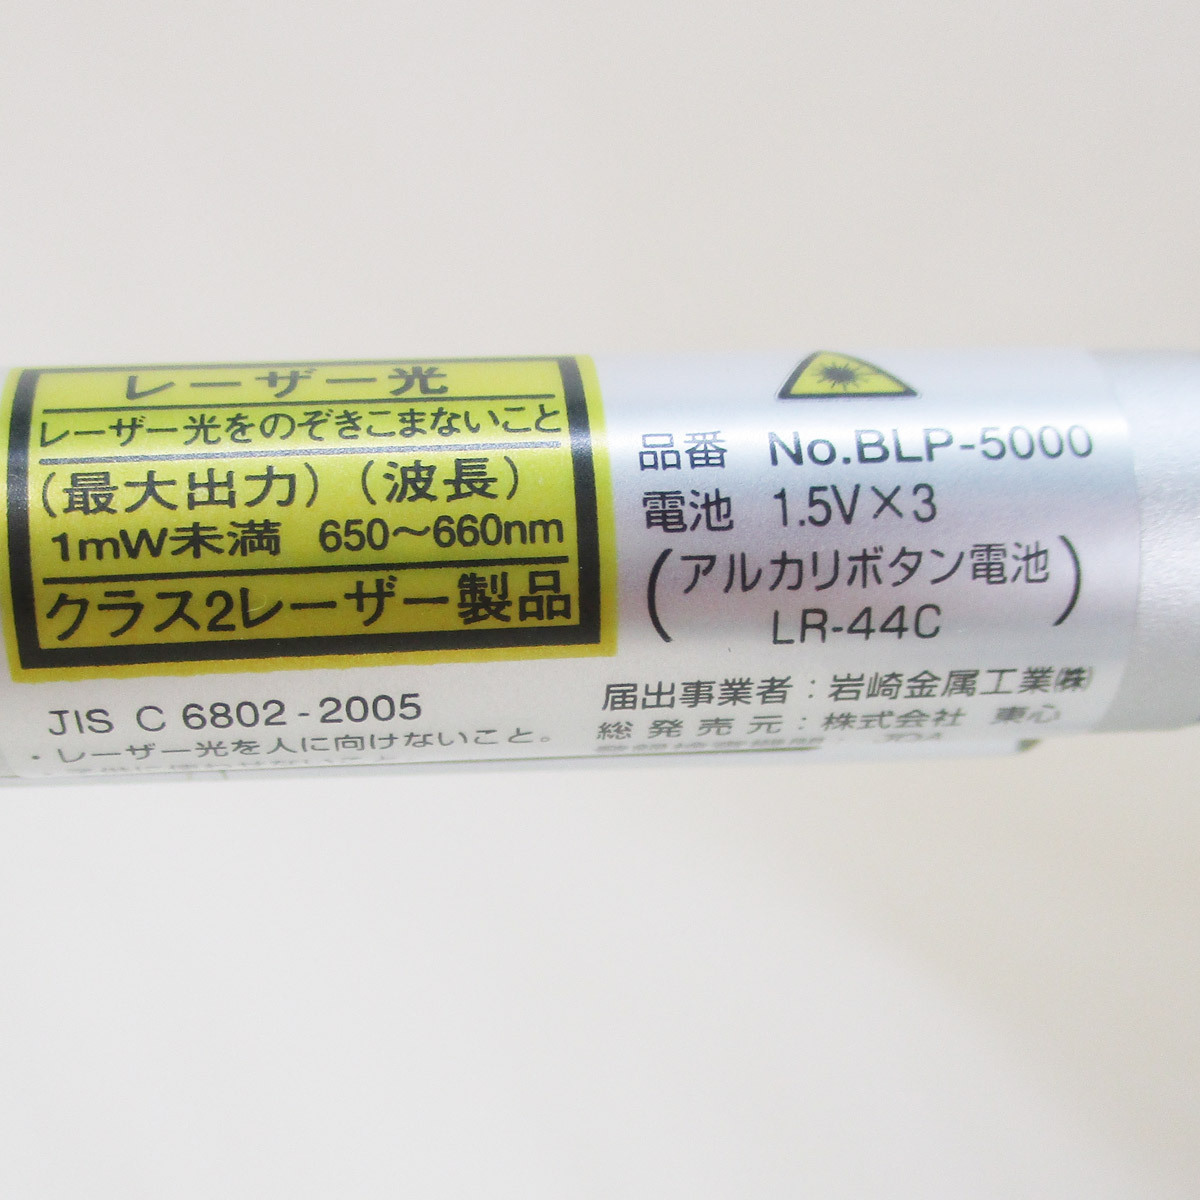 レーザー光
レーザー光をのぞきこまないこと
(最大出力) (波長)
1mW未満 650〜660nm
クラス2レーザー製品
JIS C 6802-2005
・レーザー光を人に向けないこと。
品番 No.BLP-5000
電池 1.5V×3
(アルカリボタン電池
LR-44C)
届出事業者:岩崎金属工業㈱
総発売元:株式会社 東心